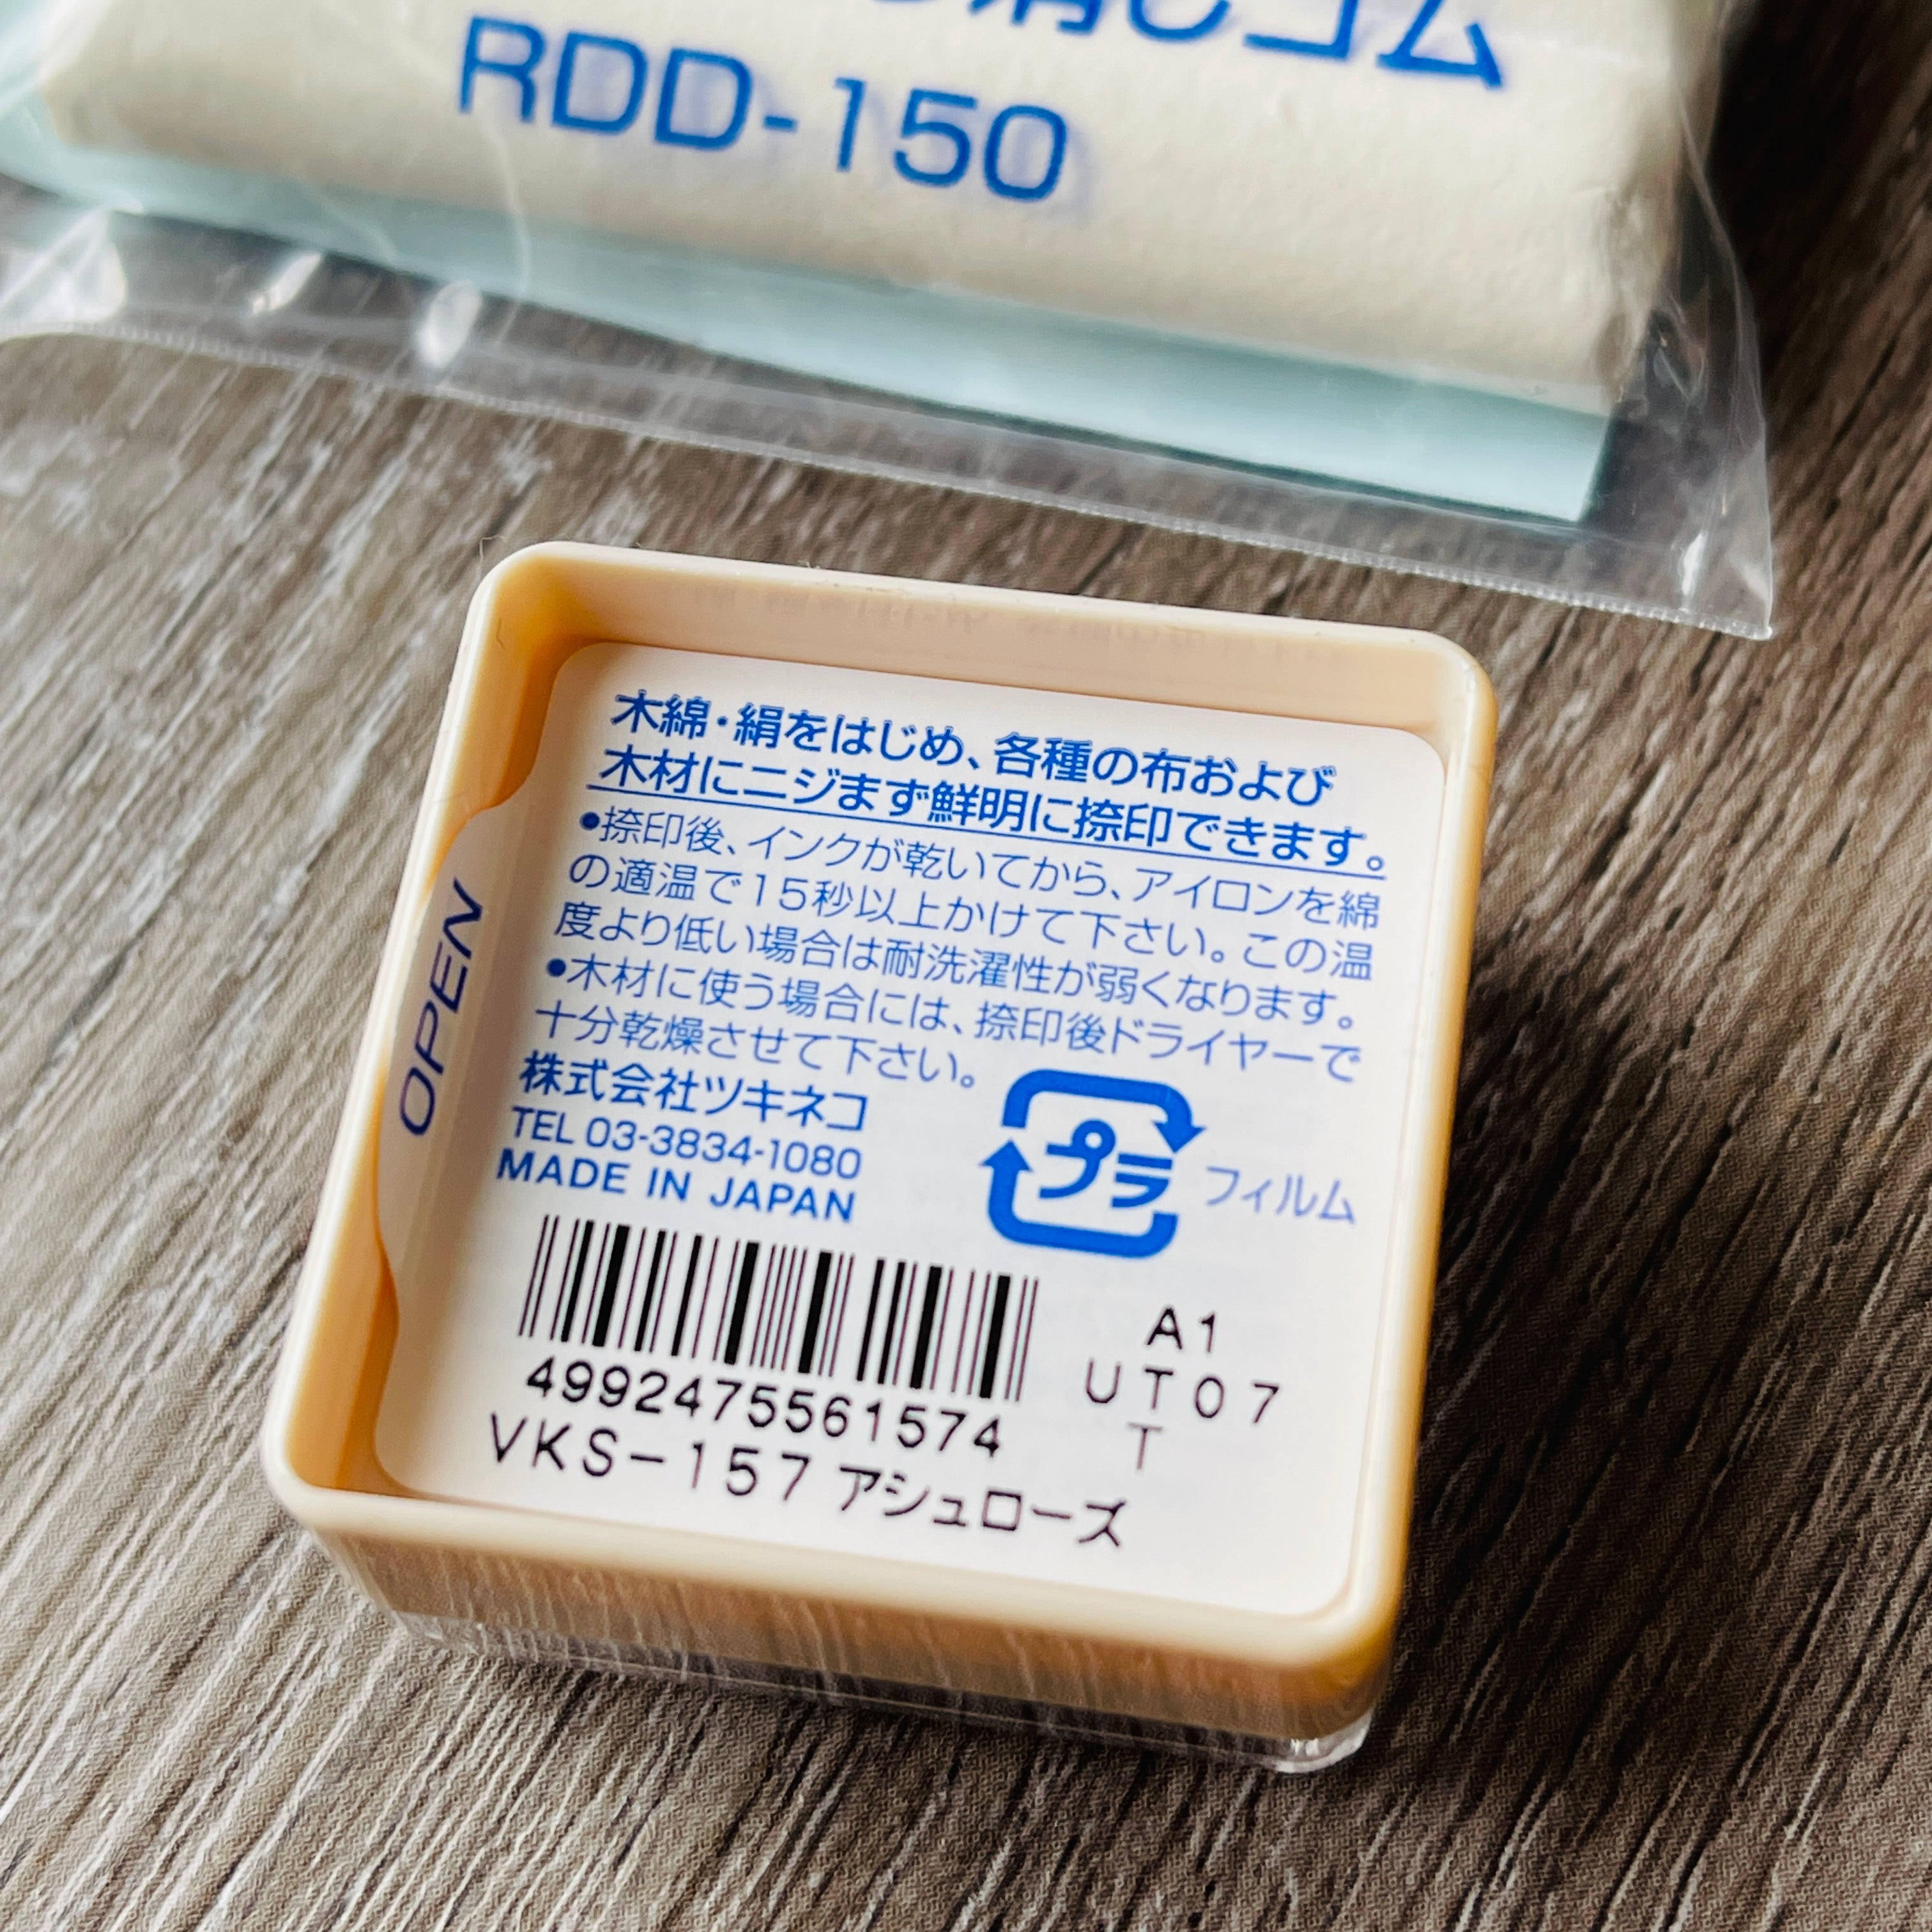 消しゴム
RDD-150
木綿・絹をはじめ、各種の布および
木材にニジまず鮮明に捺印できます。
●捺印後、インクが乾いてから、アイロンを綿
の適温で15秒以上かけて下さい。この温
度より低い場合は耐洗濯性が弱くなります。
●木材に使う場合には、捺印後ドライヤーで
十分乾燥させて下さい。
株式会社ツキネコ
TEL 03-3834-1080
MADE IN JAPAN
プラ
フィルム
OPEN
4992475561574
VKS-157 アシュローズ
A1
UT07
T